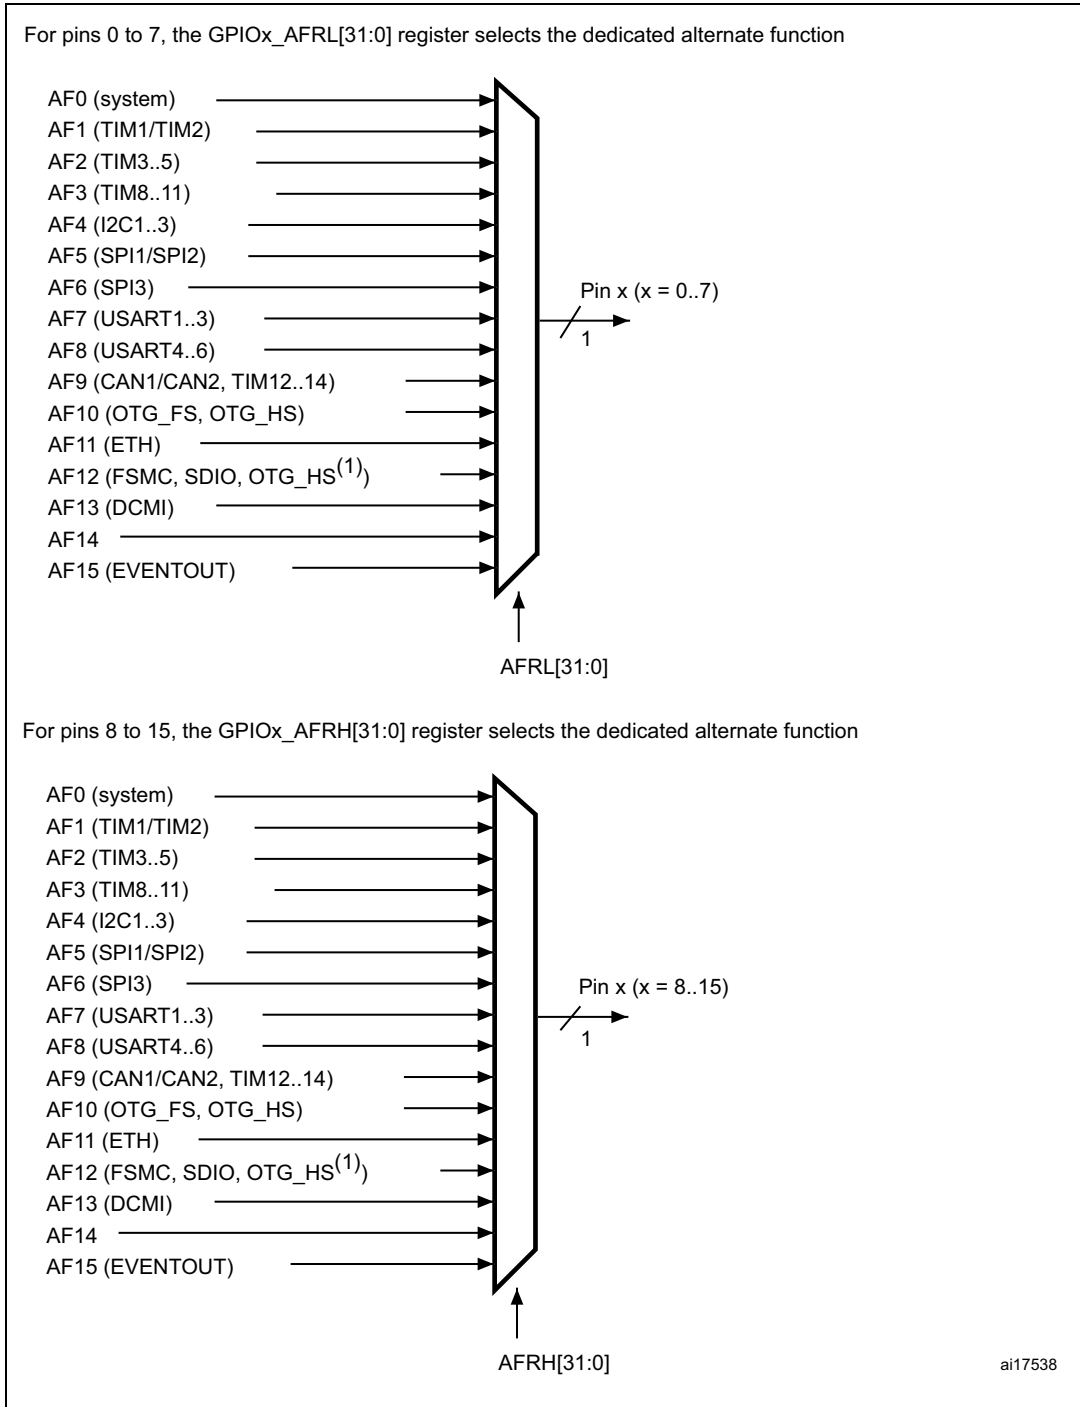 For pins 0 to 7, the GPIOx_AFRL[31:0] register selects the dedicated alternate function
AF0 (system)
AF1 (TIM1/TIM2)
AF2 (TIM3..5)
AF3 (TIM8..11)
AF4 (I2C1..3)
AF5 (SPI1/SPI2)
AF6 (SPI3)
AF7 (USART1..3)
AF8 (USART4..6)
AF9 (CAN1/CAN2, TIM12..14)
AF10 (OTG_FS, OTG_HS)
AF11 (ETH)
AF12 (FSMC, SDIO, OTG_HS(1))
AF13 (DCMI)
AF14
AF15 (EVENTOUT)
Pin x (x = 0..7)
1
AFRL[31:0]
For pins 8 to 15, the GPIOx_AFRH[31:0] register selects the dedicated alternate function
AF0 (system)
AF1 (TIM1/TIM2)
AF2 (TIM3..5)
AF3 (TIM8..11)
AF4 (I2C1..3)
AF5 (SPI1/SPI2)
AF6 (SPI3)
AF7 (USART1..3)
AF8 (USART4..6)
AF9 (CAN1/CAN2, TIM12..14)
AF10 (OTG_FS, OTG_HS)
AF11 (ETH)
AF12 (FSMC, SDIO, OTG_HS(1))
AF13 (DCMI)
AF14
AF15 (EVENTOUT)
Pin x (x = 8..15)
1
AFRH[31:0]
ai17538